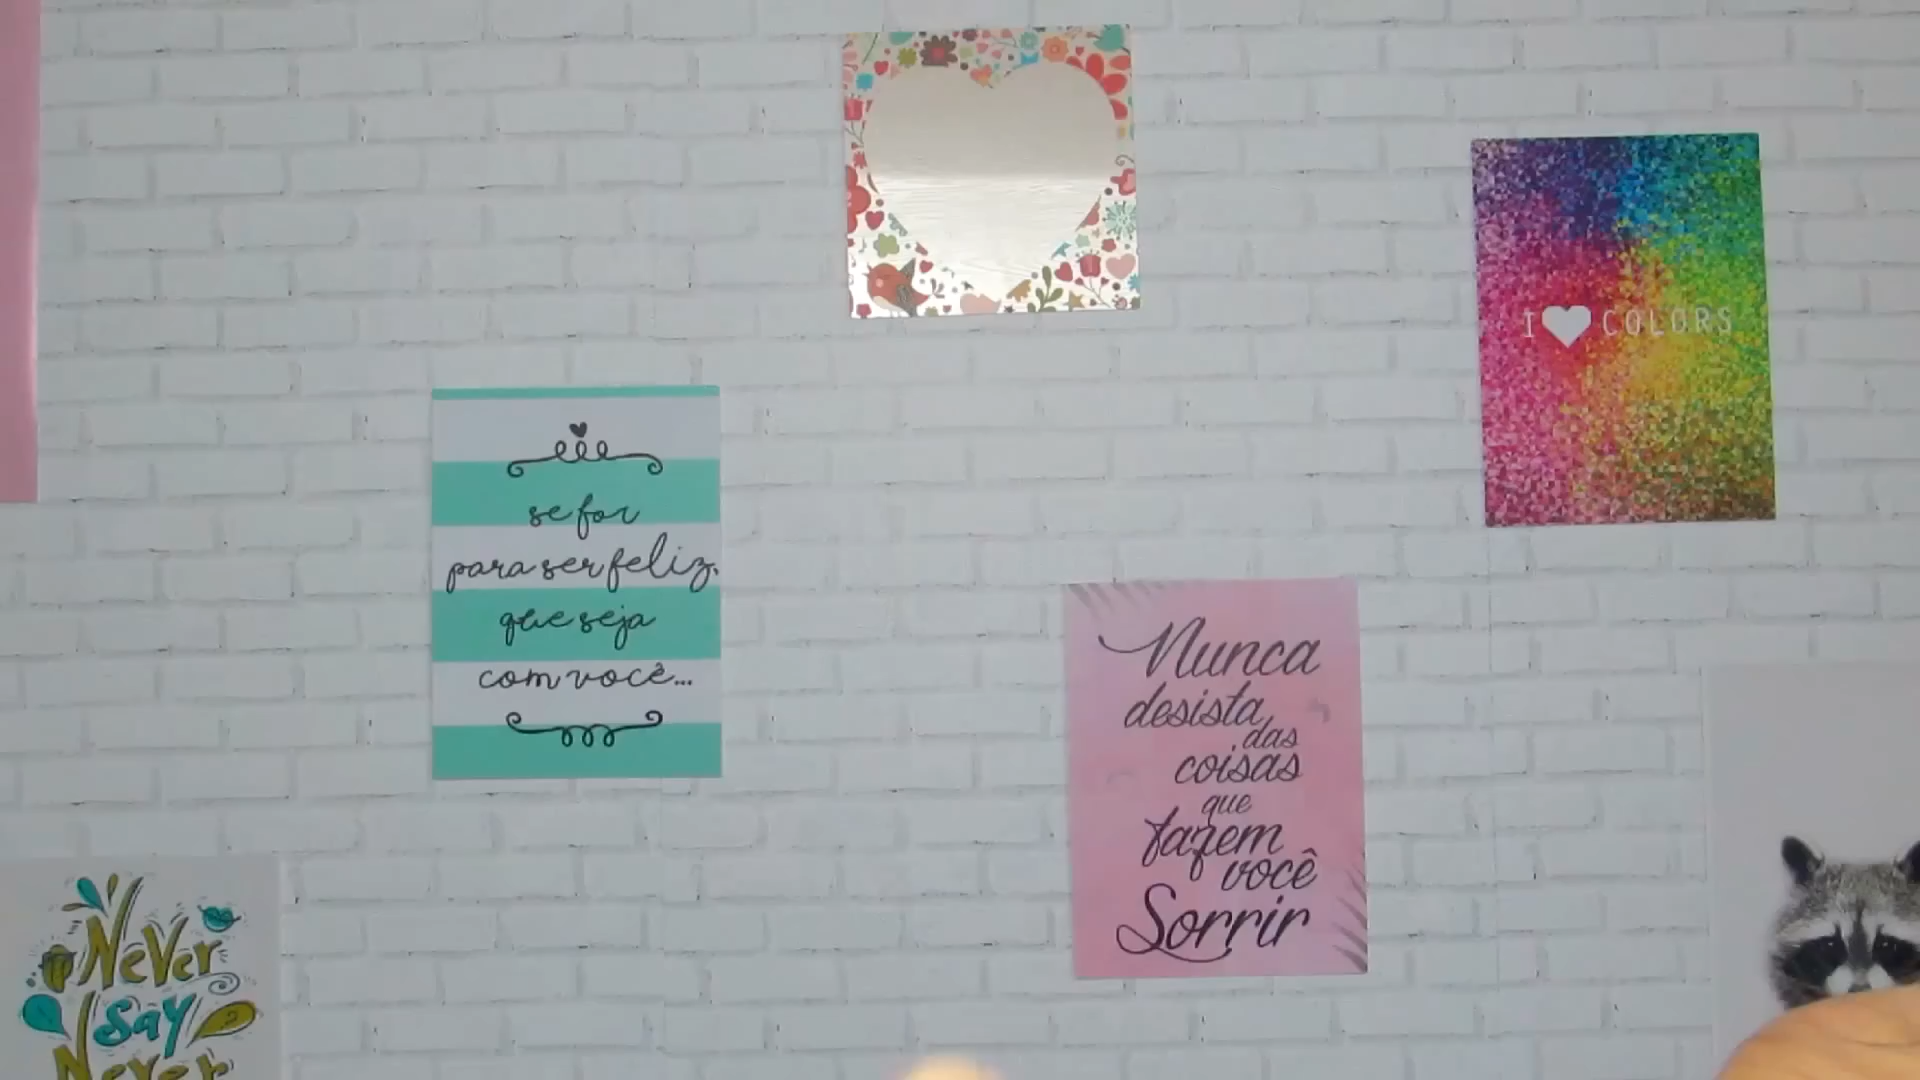 I COLORS
se for
para ser feliz,
que seja
com você...
Nunca
desista
das
coisas
que
fazem
você
Sorrir
Never
Say
Never